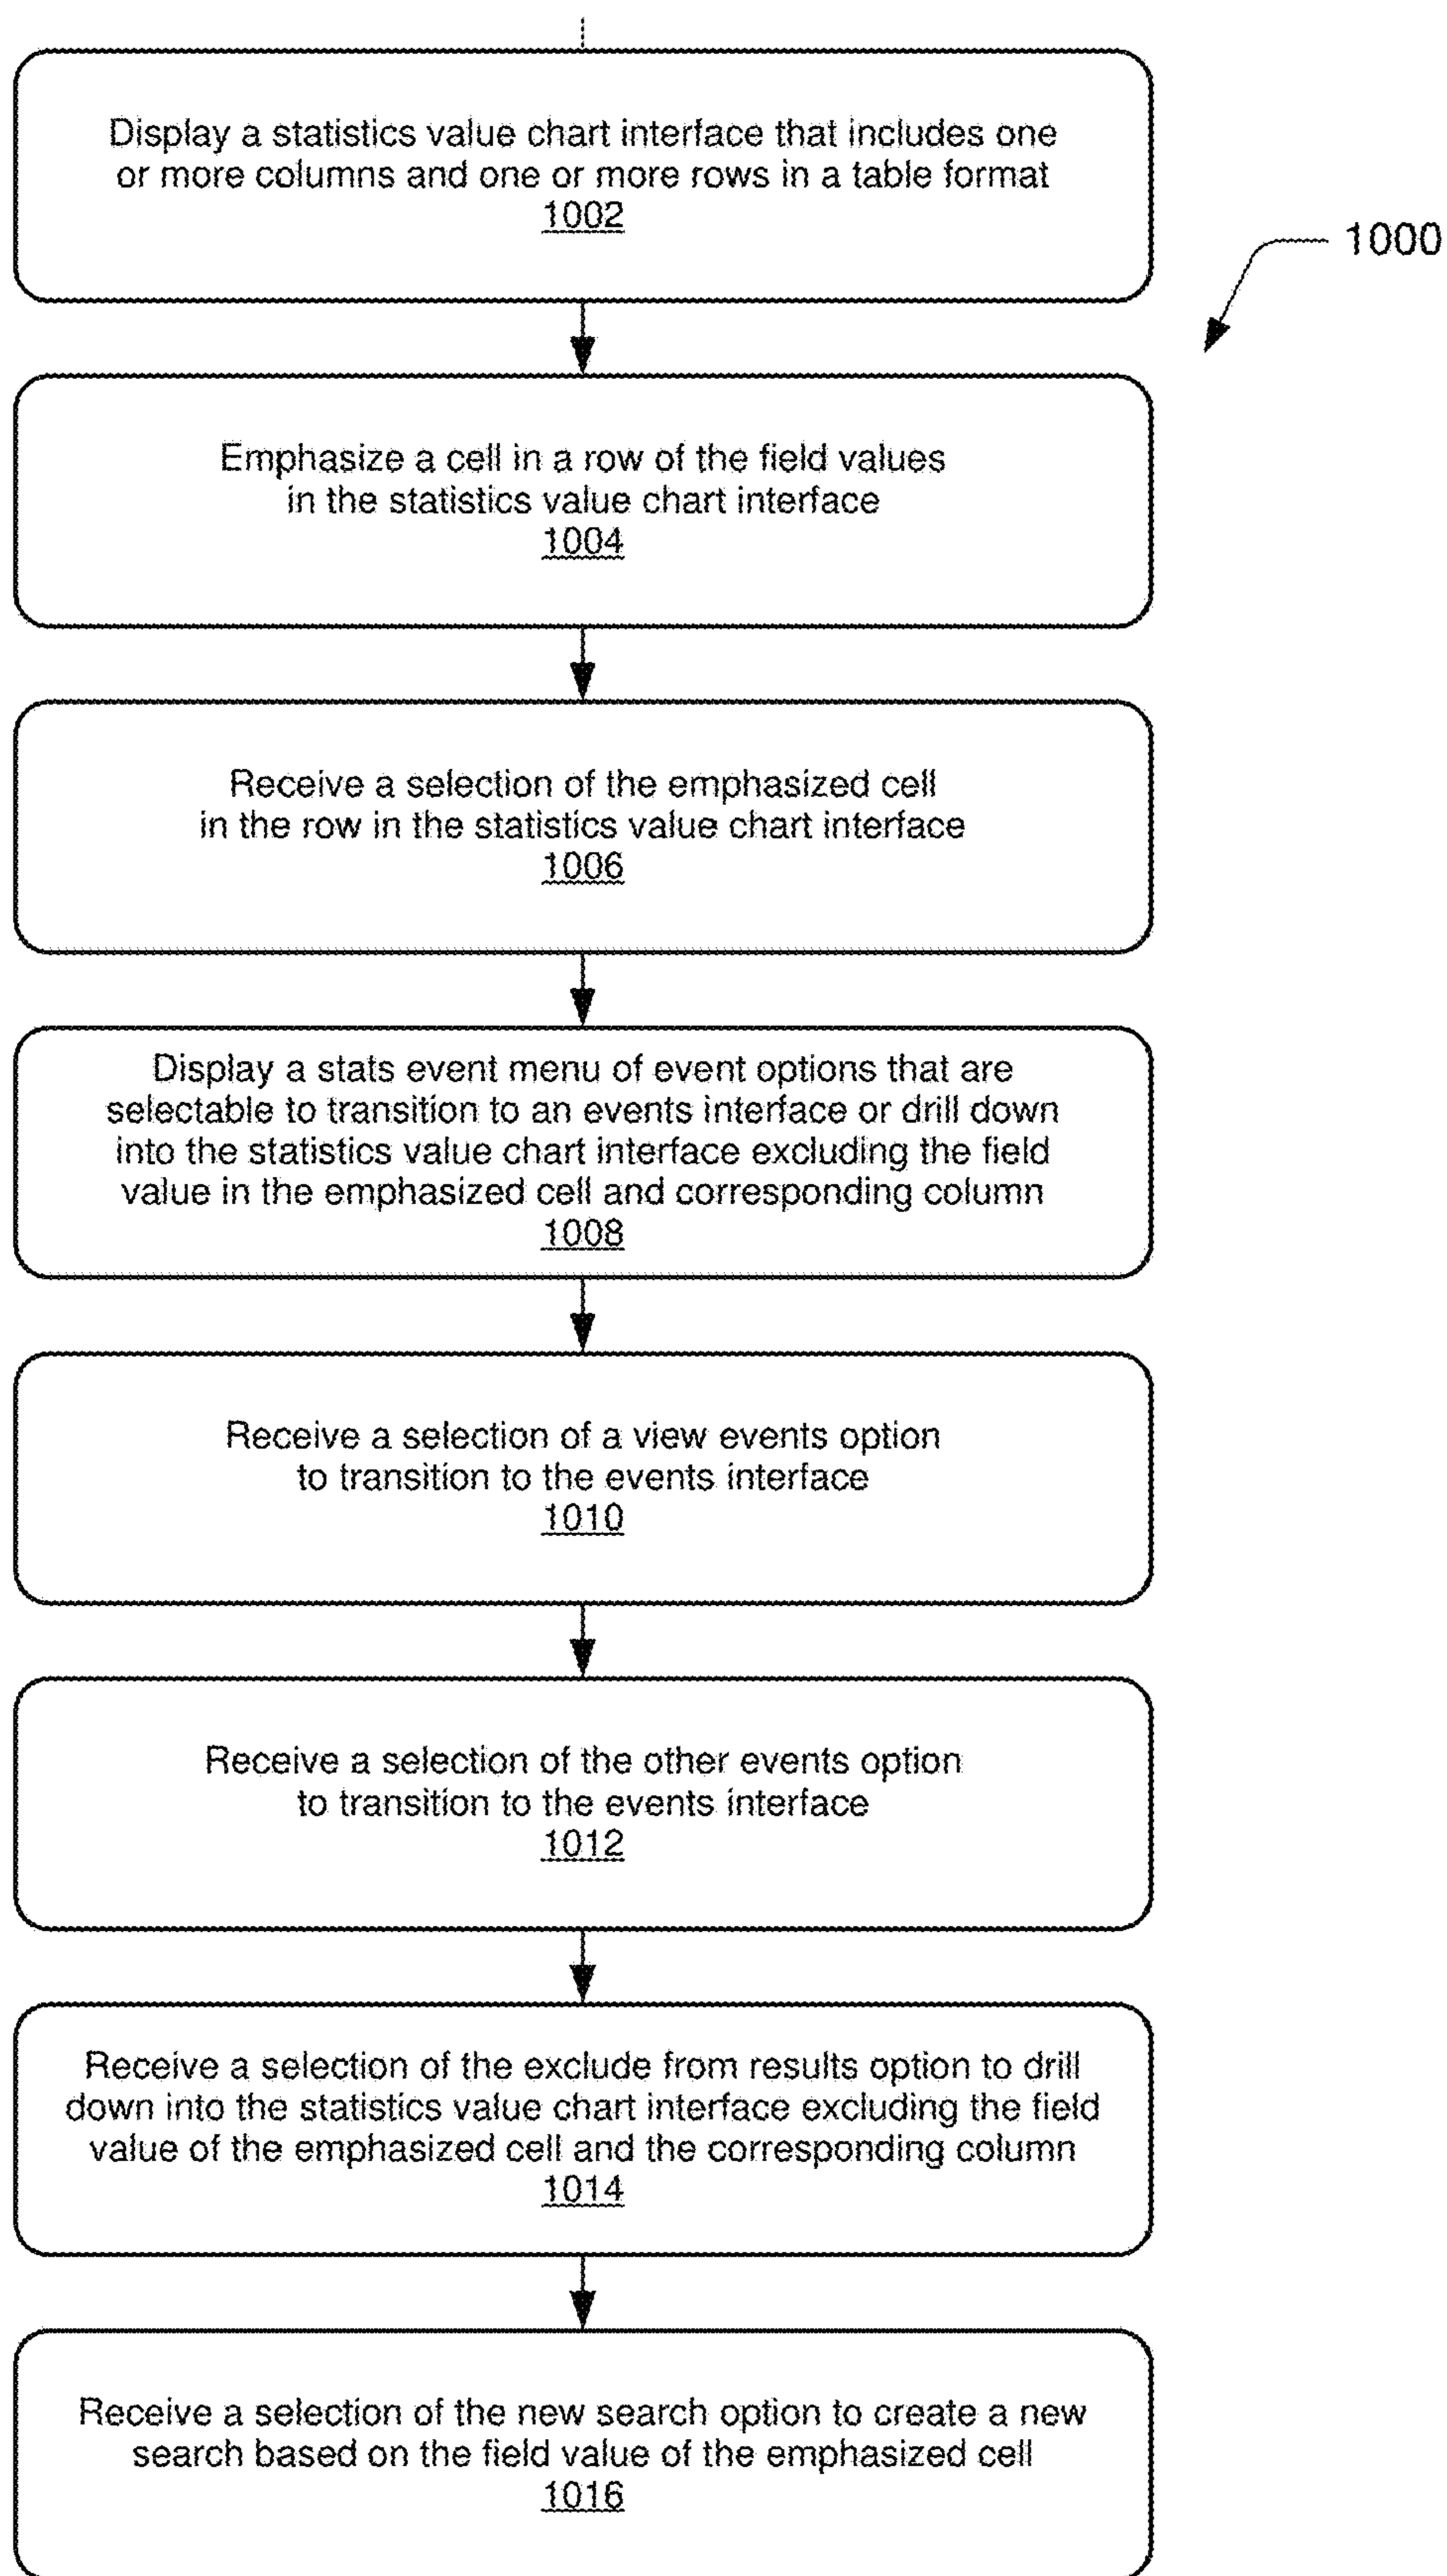 Display a statistics value chart interface that includes one
or more columns and one or more rows in a table format
1002
1000
Emphasize a cell in a row of the field values
in the statistics value chart interface
1004
Receive a selection of the emphasized cell
in the row in the statistics value chart interface
1006
Display a stats event menu of event options that are
selectable to transition to an events interface or drill down
into the statistics value chart interface excluding the field
value in the emphasized cell and corresponding column
1008
Receive a selection of a view events option
to transition to the events interface
1010
Receive a selection of the other events option
to transition to the events interface
1012
Receive a selection of the exclude from results option to drill
down into the statistics value chart interface excluding the field
value of the emphasized cell and the corresponding column
1014
Receive a selection of the new search option to create a new
search based on the field value of the emphasized cell
1016